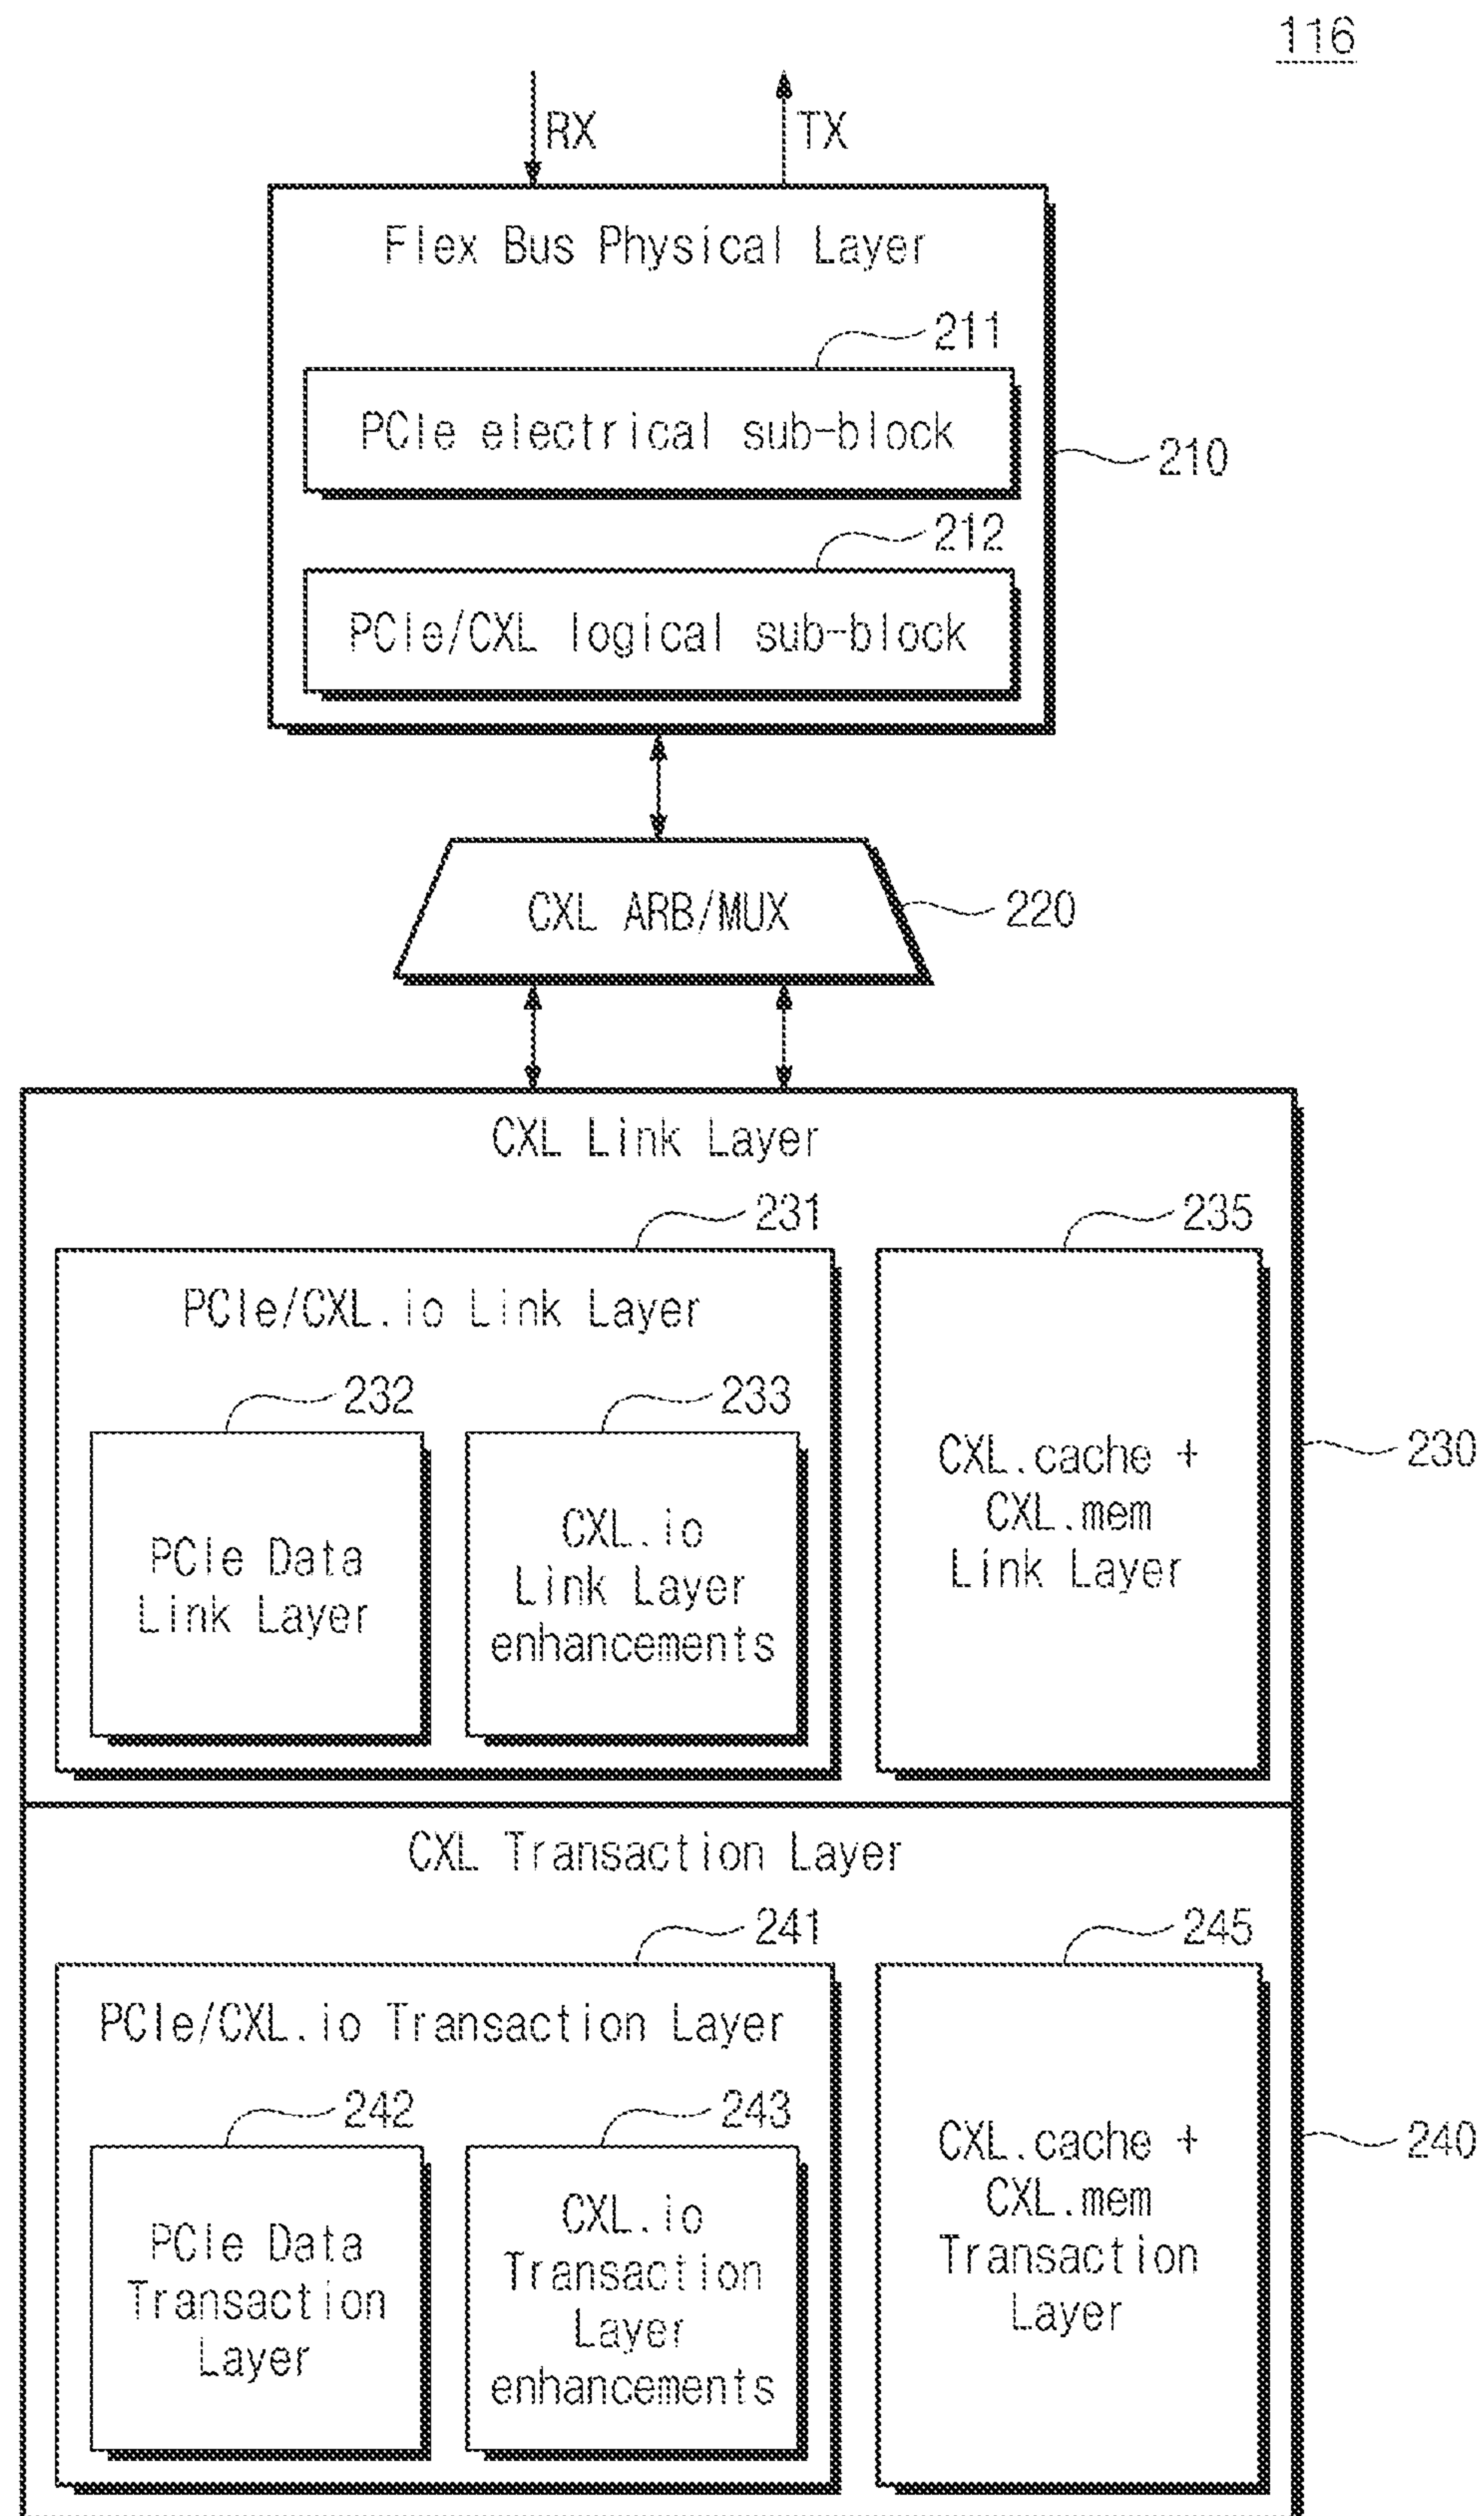 116
RX
TX
Flex Bus Physical Layer
211
PCIe electrical sub-block
210
212
PCIe/CXL logical sub-block
CXL ARB/MUX
220
CXL Link Layer
231
235
PCIe/CXL.io Link Layer
232
233
230
PCIe Data
Link Layer
CXL.io
Link Layer
enhancements
CXL.cache +
CXL.mem
Link Layer
CXL Transaction Layer
241
245
PCIe/CXL.io Transaction Layer
242
243
240
PCIe Data
Transaction
Layer
CXL.io
Transaction
Layer
enhancements
CXL.cache +
CXL.mem
Transaction
Layer